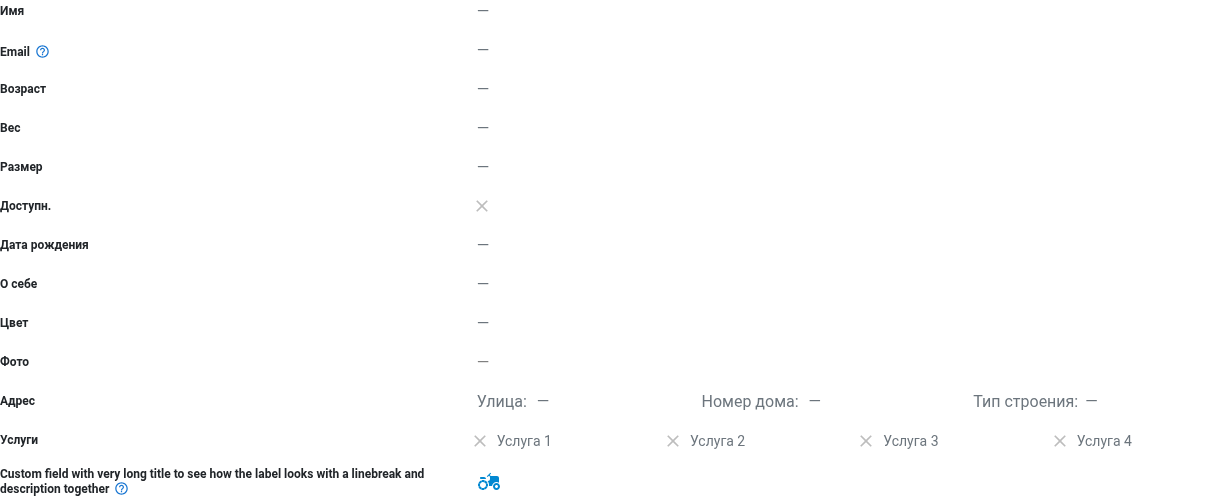 Имя —
Email —
Возраст —
Вес —
Размер —
Доступн.
Дата рождения —
О себе —
Цвет —
Фото —
Адрес Улица: — Номер дома: — Тип строения: —
Услуги Услуга 1 Услуга 2 Услуга 3 Услуга 4
Custom field with very long title to see how the label looks with a linebreak and
description together